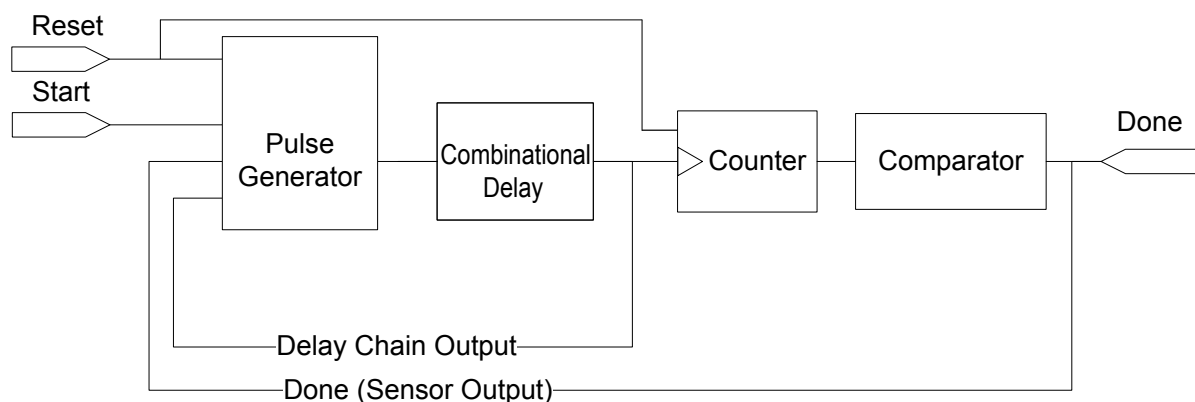 Reset
Start
Done
Pulse
Generator
Combinational
Delay
Counter
Comparator
Delay Chain Output
Done (Sensor Output)